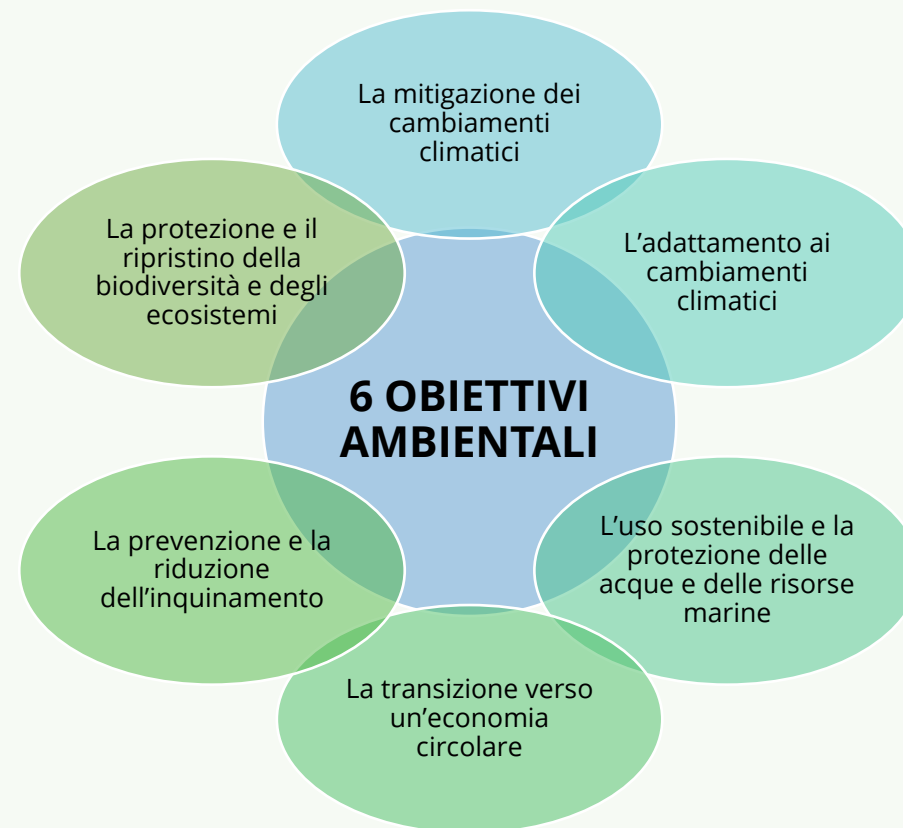 La mitigazione dei
cambiamenti
climatici
L’adattamento ai
cambiamenti
climatici
L’uso sostenibile e la
protezione delle
acque e delle risorse
marine
La transizione verso
un’economia
circolare
La prevenzione e la
riduzione
dell’inquinamento
La protezione e il
ripristino della
biodiversità e degli
ecosistemi
6 OBIETTIVI
AMBIENTALI